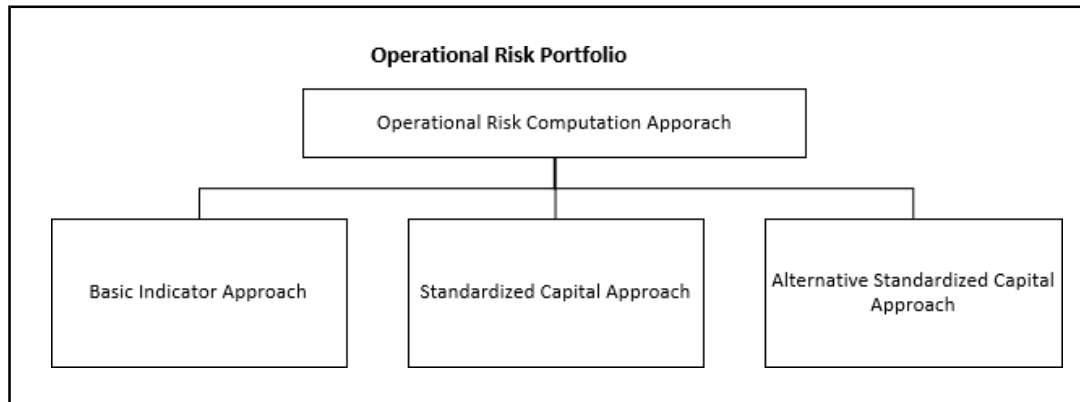 Operational Risk Portfolio
Operational Risk Computation Apporach
Basic Indicator Approach
Standardized Capital Approach
Alternative Standardized Capital
Approach